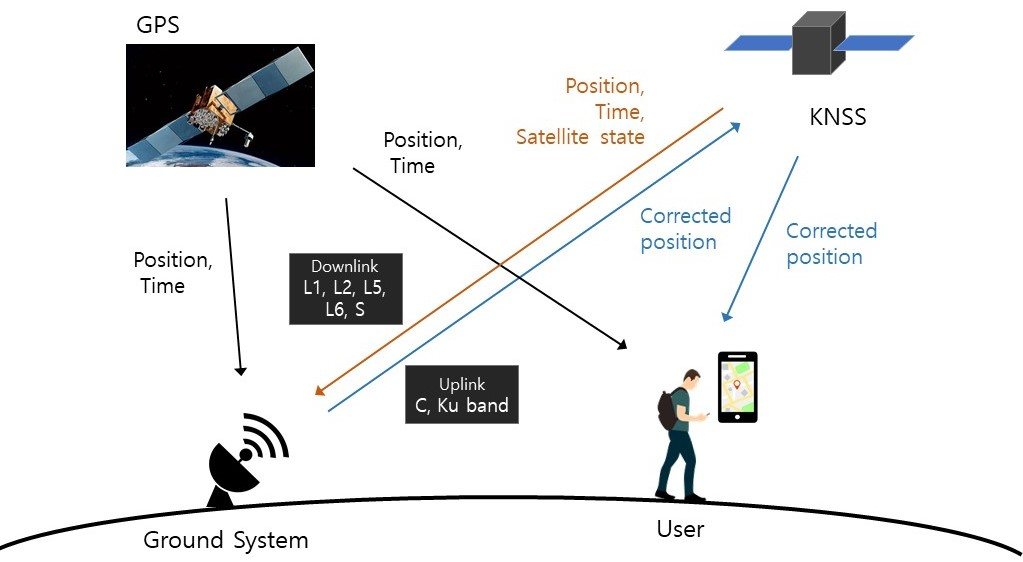 GPS
KNSS
Position,
Time,
Satellite state
Position,
Time
Corrected
position
Corrected
position
Position,
Time
Downlink
L1, L2, L5,
L6, S
Uplink
C, Ku band
Ground System
User